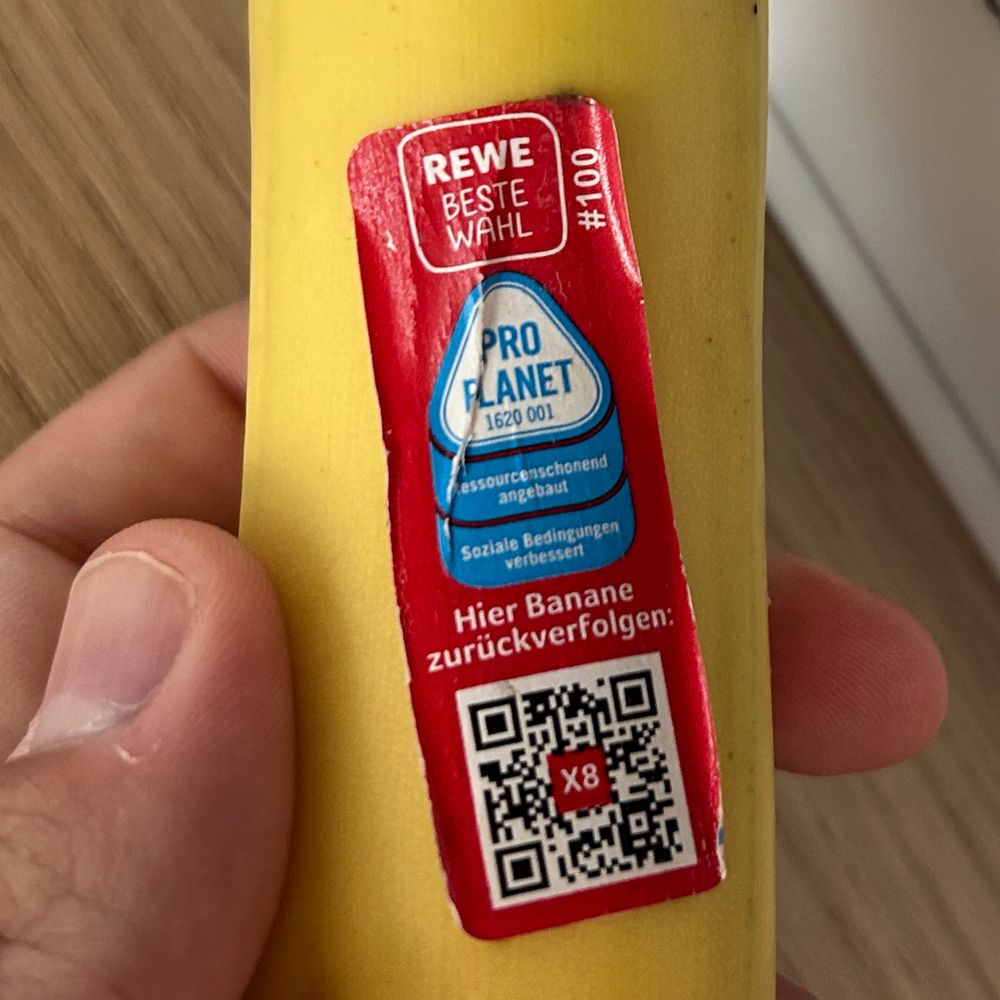 REWE
BESTE
WAHL
#100
PRO
PLANET
1620 001
Ressourcenschonend
angebaut
Soziale Bedingungen
verbessert
Hier Banane
zurückverfolgen:
X8